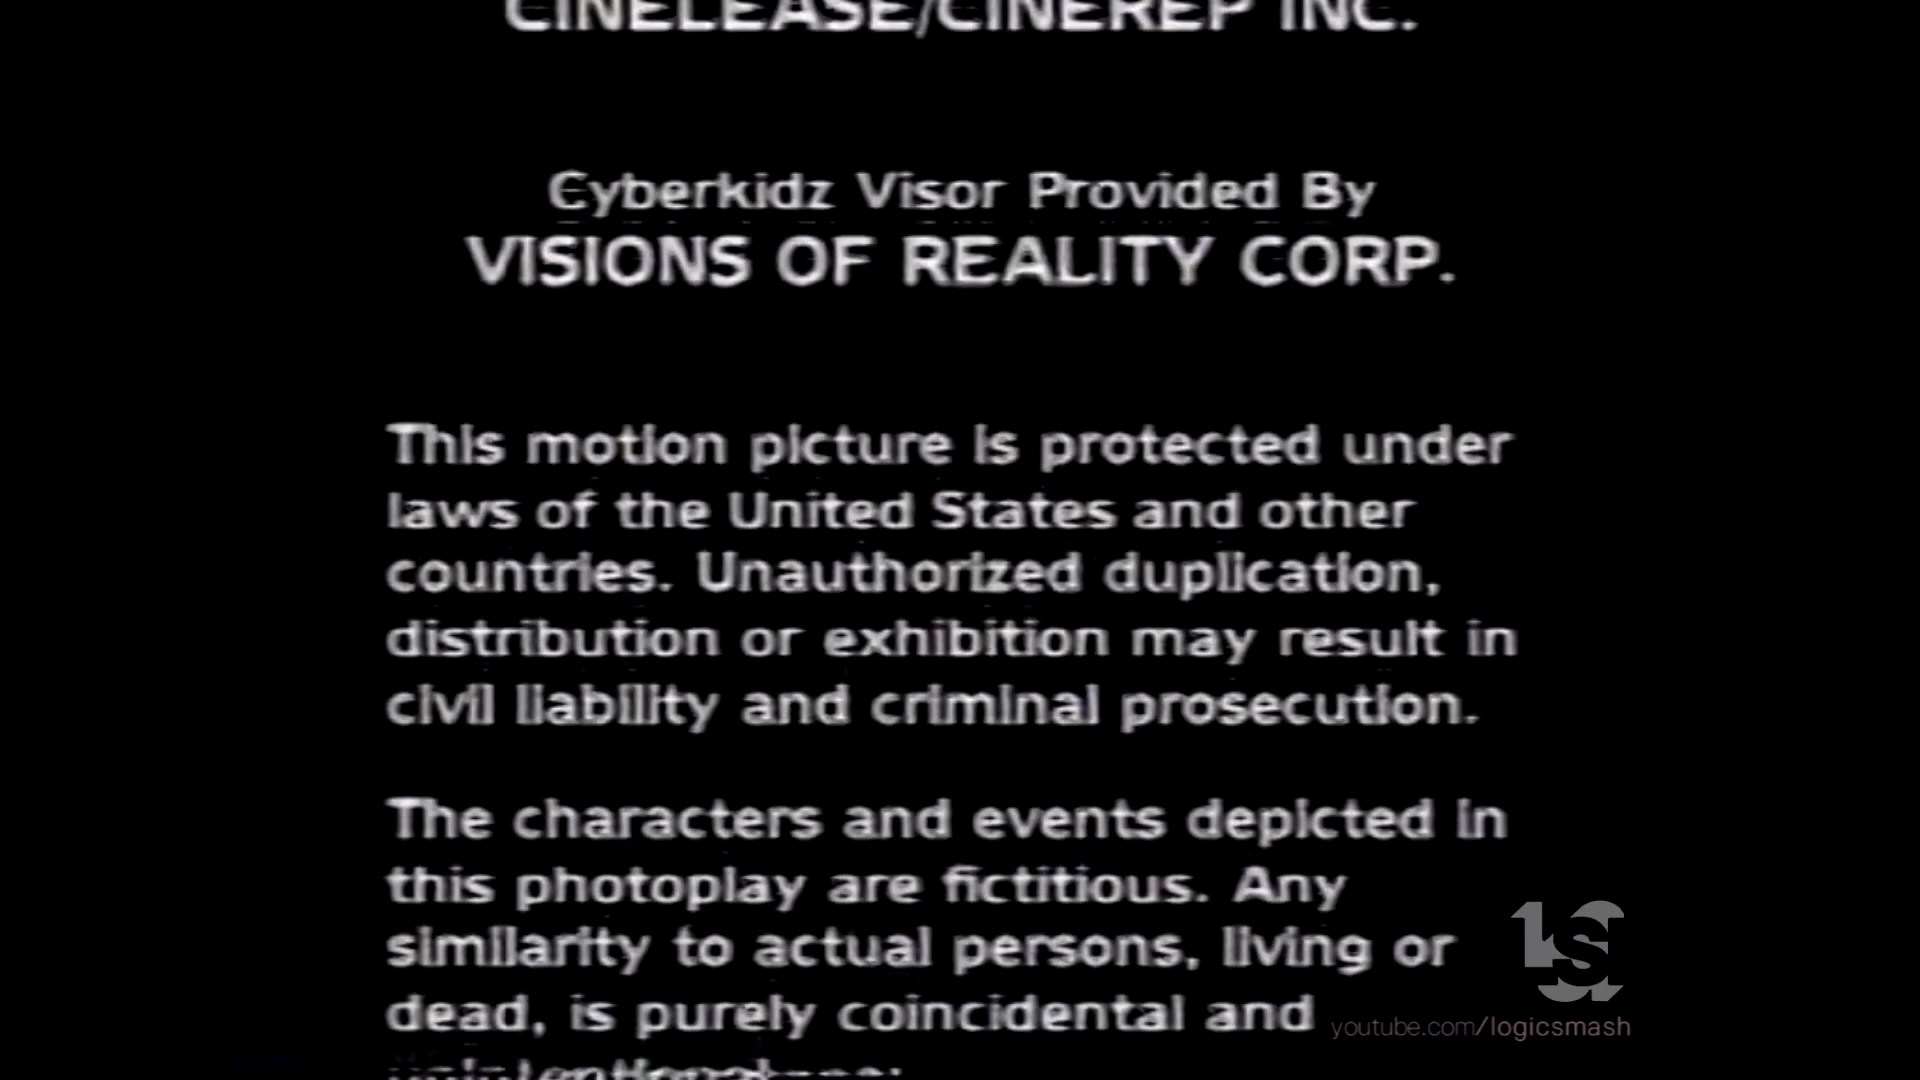 CINELEASE/CINEREP INC.
Cyberkidz Visor Provided By
VISIONS OF REALITY CORP.
This motion picture is protected under
laws of the United States and other
countries. Unauthorized duplication,
distribution or exhibition may result in
civil liability and criminal prosecution.
The characters and events depicted in
this photoplay are fictitious. Any
similarity to actual persons, living or
dead, is purely coincidental and
youtube.com/logicsmash